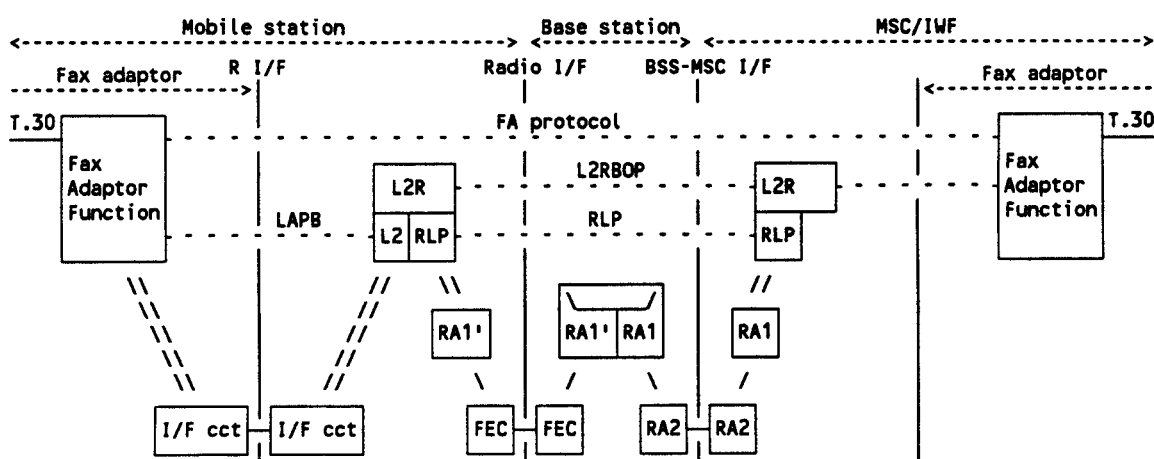 Mobile station Base station MSC/IWF
Fax adaptor R I/F Radio I/F BSS-MSC I/F Fax adaptor
T.30 FA protocol T.30
Fax
Adaptor
Function
L2R L2RBOP L2R
Fax
Adaptor
Function
LAPB L2 RLP RLP RLP
RA1' RA1' RA1 RA1
I/F cct I/F cct FEC FEC RA2 RA2